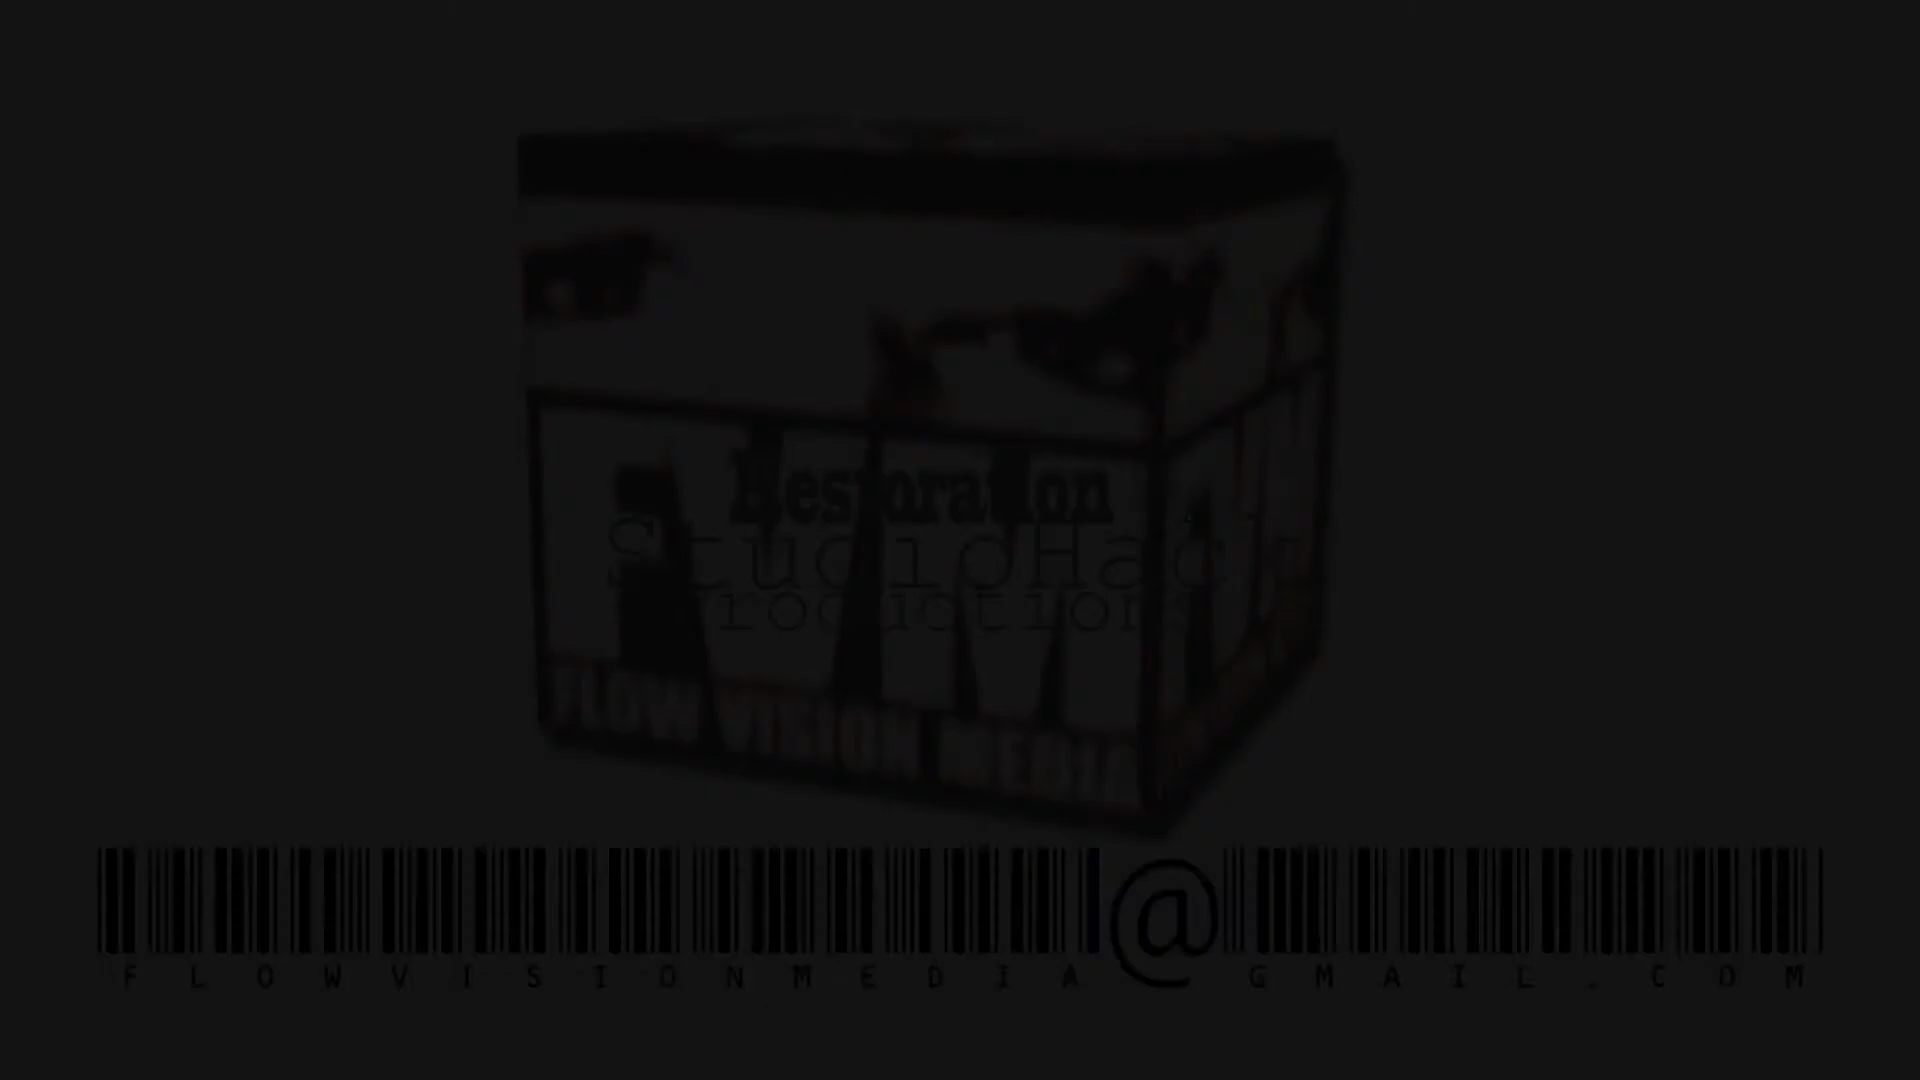 Restoration
StudioHack
Productions
FLOW VISION MEDIA
@
FLOWVISIONMEDIA GMAIL.COM